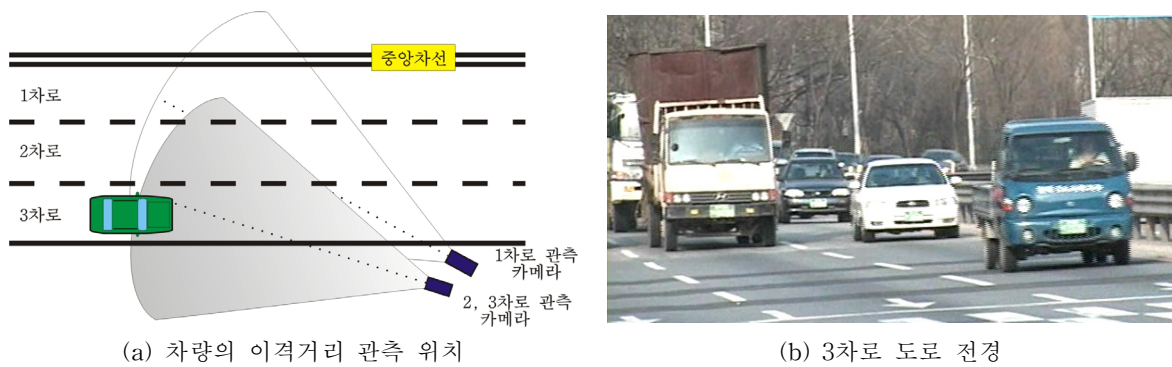 중앙차선
1차로
2차로
3차로
1차로 관측
카메라
2, 3차로 관측
카메라
(a) 차량의 이격거리 관측 위치
(b) 3차로 도로 전경